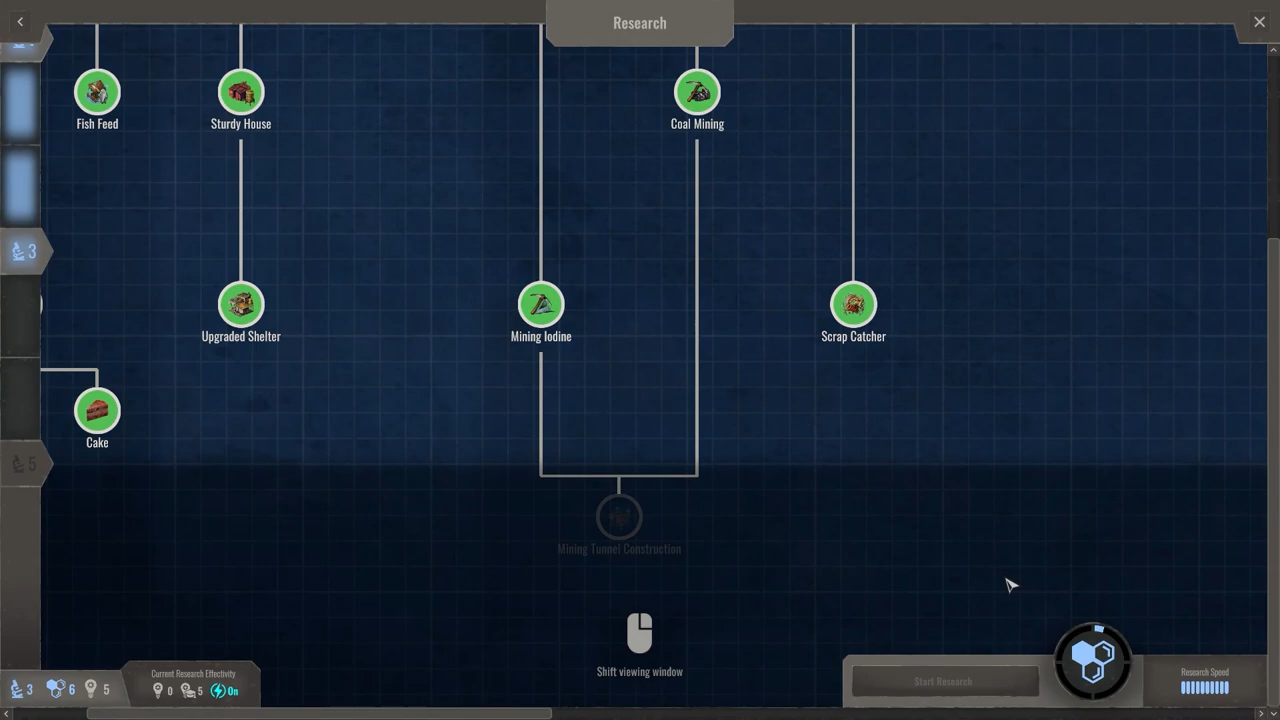 Research
Fish Feed
Sturdy House
Coal Mining
3
Upgraded Shelter
Mining Iodine
Scrap Catcher
Cake
5
Mining Tunnel Construction
Shift viewing window
3 6 5
Current Research Effectivity
0 5 On
Start Research
Research Speed